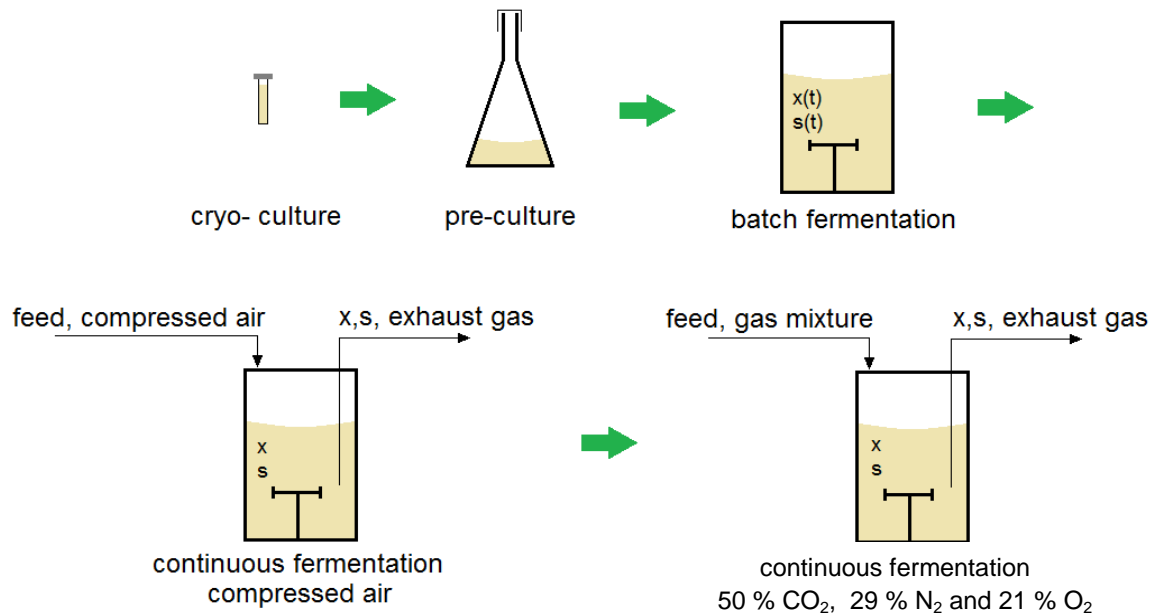 x(t)
s(t)
cryo- culture
pre-culture
batch fermentation
feed, compressed air
x,s, exhaust gas
x
s
continuous fermentation
compressed air
feed, gas mixture
x,s, exhaust gas
x
s
continuous fermentation
50 % CO₂, 29 % N₂ and 21 % O₂